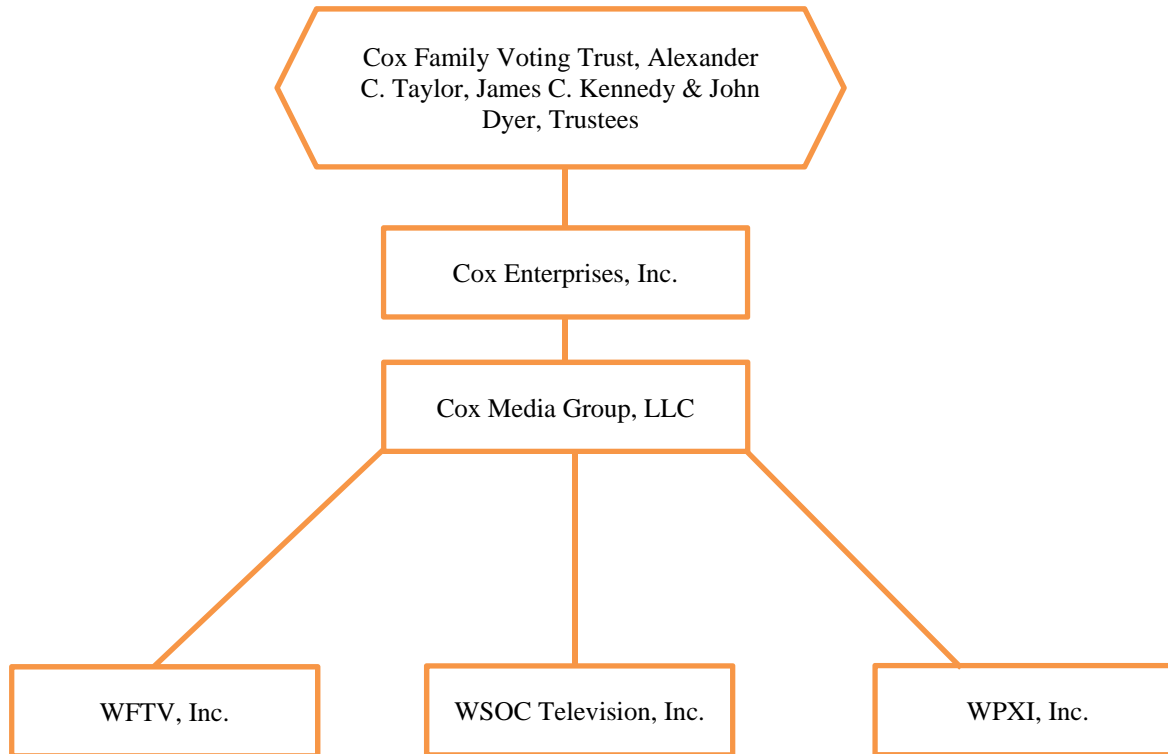 Cox Family Voting Trust, Alexander
C. Taylor, James C. Kennedy & John
Dyer, Trustees
Cox Enterprises, Inc.
Cox Media Group, LLC
WFTV, Inc.
WSOC Television, Inc.
WPXI, Inc.